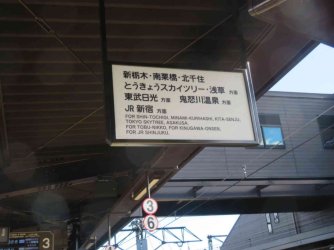 新栃木・南栗橋・北千住
とうきょうスカイツリー・浅草 方面
東武日光 方面 鬼怒川温泉 方面
JR 新宿 方面
FOR SHIN-TOCHIGI, MINAMI-KURIHASHI, KITA-SENJU,
TOKYO SKYTREE, ASAKUSA.
FOR TOBU-NIKKO, FOR KINUGAWA-ONSEN,
FOR JR SHINJUKU.
3
6
3